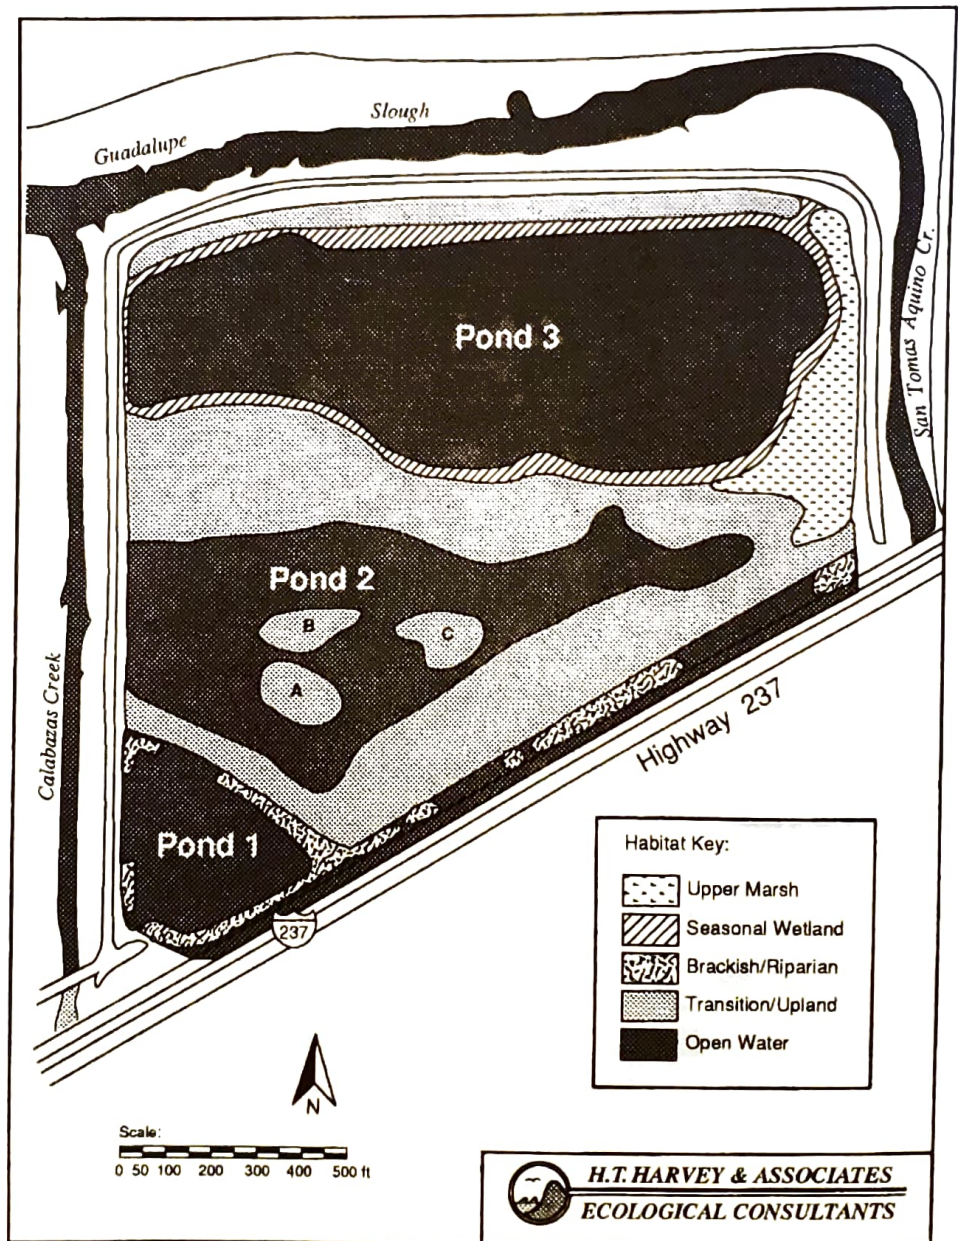 Guadalupe
Slough
San Tomas Aquino Cr.
Pond 3
Pond 2
B
C
A
Calabazas Creek
Pond 1
Highway 237
237
Habitat Key:
Upper Marsh
Seasonal Wetland
Brackish/Riparian
Transition/Upland
Open Water
N
Scale:
0 50 100 200 300 400 500 ft
H.T. HARVEY & ASSOCIATES
ECOLOGICAL CONSULTANTS